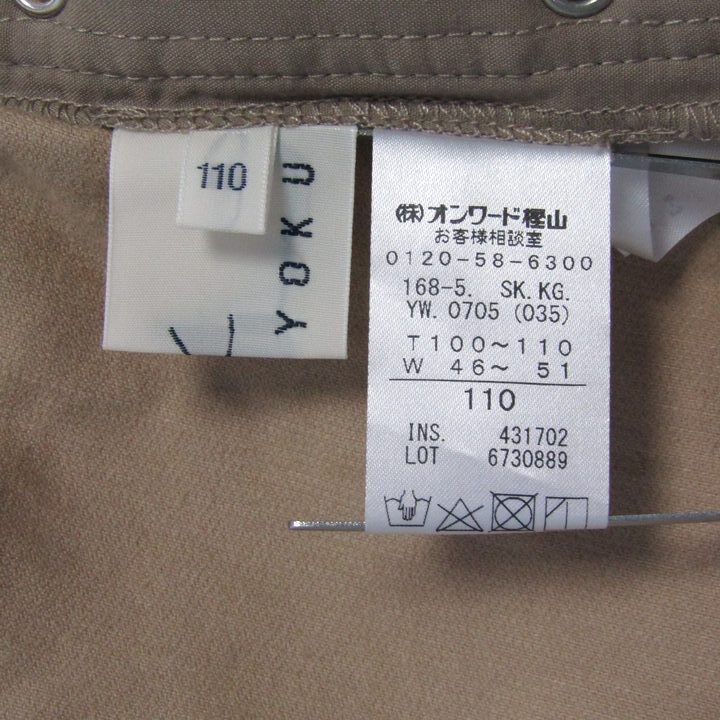 110
YOKU
(株)オンワード樫山
お客様相談室
0120-58-6300
168-5. SK.KG.
YW. 0705 (035)
T 100～110
W 46～ 51
110
INS. 431702
LOT 6730889